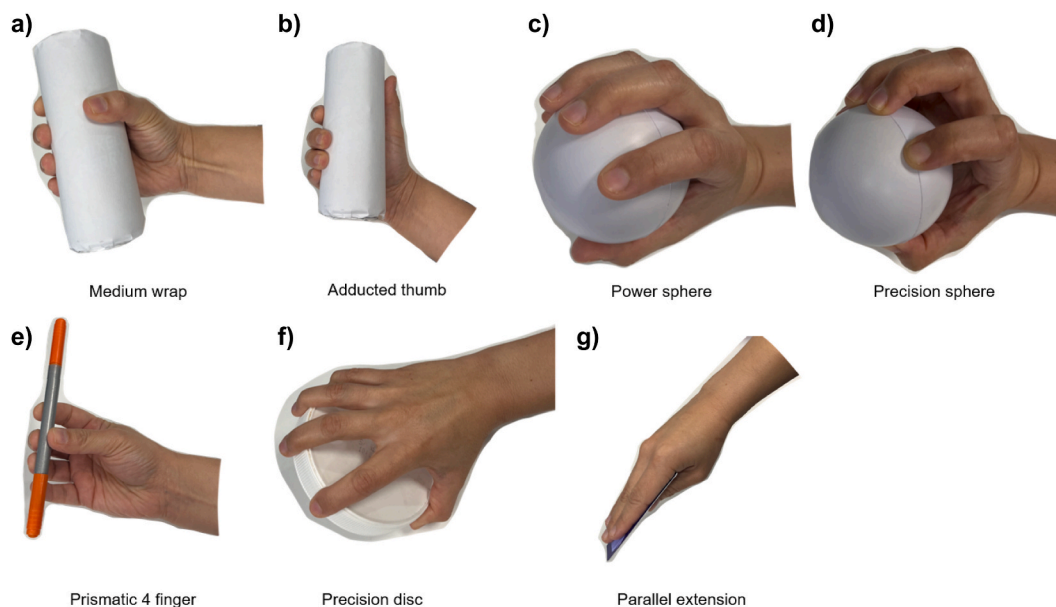 a) b) c) d)
Medium wrap Adducted thumb Power sphere Precision sphere
e) f) g)
Prismatic 4 finger Precision disc Parallel extension